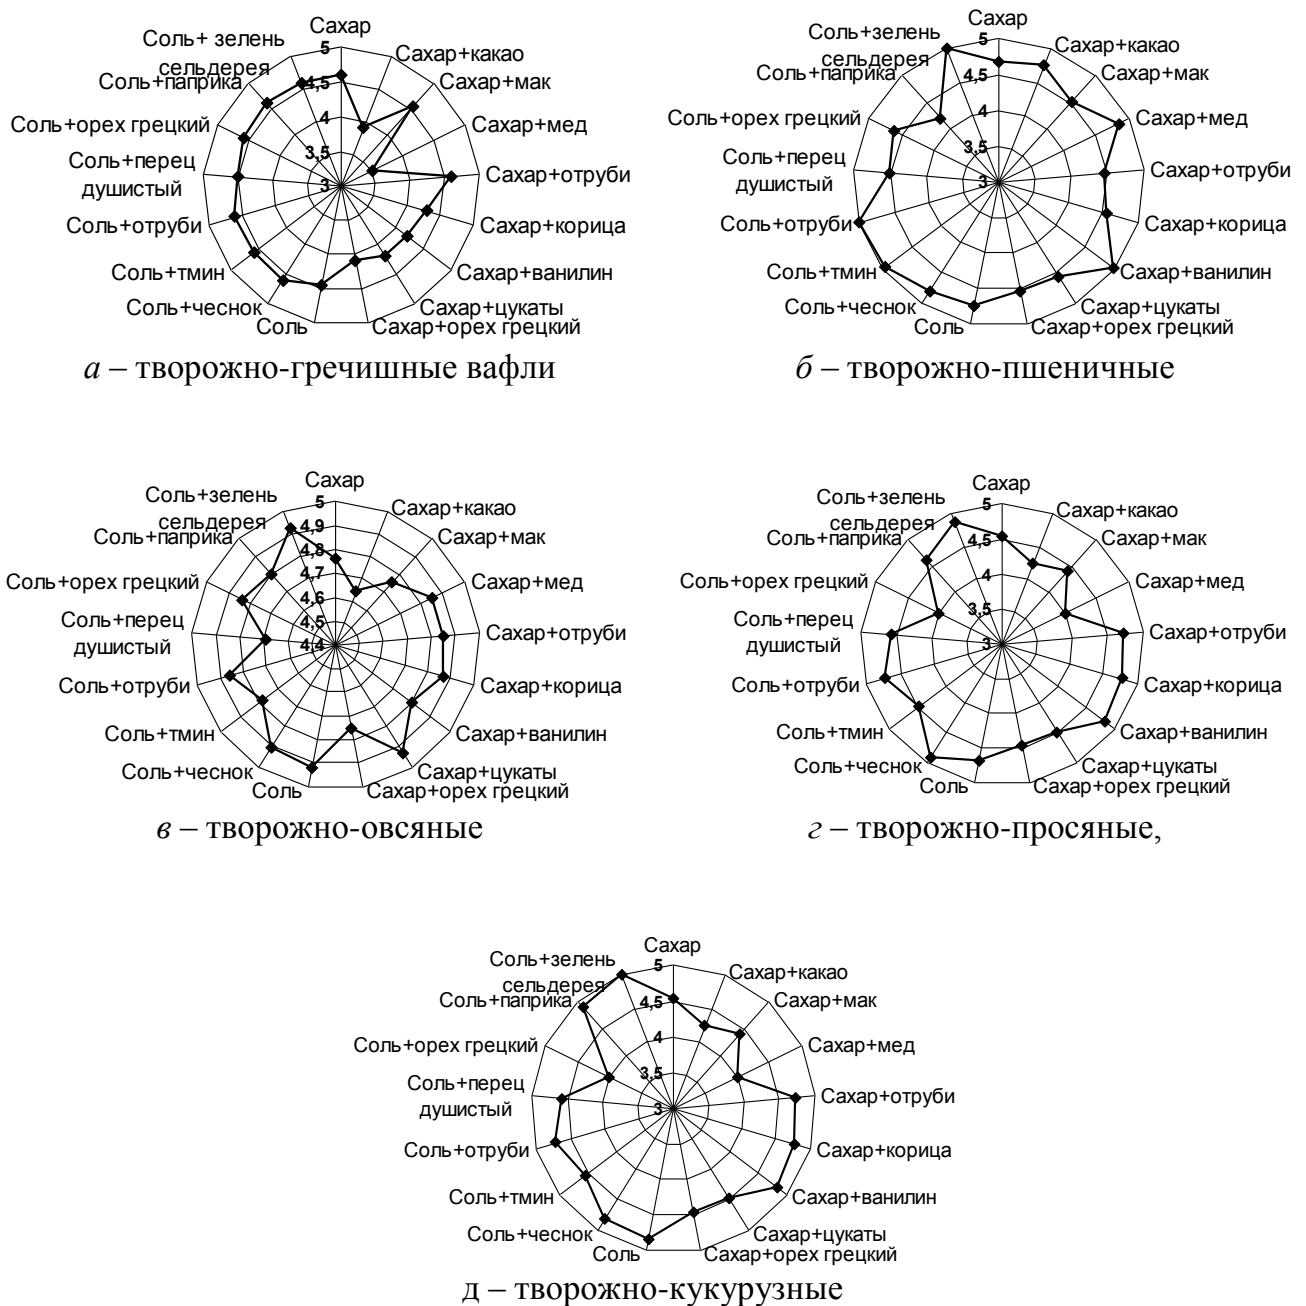 Сахар
Соль+ зелень
сельдерея
5
Сахар+какао
Соль+паприка
4,5
Сахар+мак
Соль+орех грецкий
4
Сахар+мед
Соль+перец
душистый
3,5
3
Сахар+отруби
Соль+отруби
Сахар+корица
Соль+тмин
Сахар+ванилин
Соль+чеснок
Сахар+цукаты
Соль
Сахар+орех грецкий
а – творожно-гречишные вафли
Сахар
Соль+зелень
сельдерея
5
Сахар+какао
Соль+паприка
4,5
Сахар+мак
Соль+орех грецкий
4
Сахар+мед
Соль+перец
душистый
3,5
3
Сахар+отруби
Соль+отруби
Сахар+корица
Соль+тмин
Сахар+ванилин
Соль+чеснок
Сахар+цукаты
Соль
Сахар+орех грецкий
б – творожно-пшеничные
Сахар
Соль+зелень
сельдерея
5
Сахар+какао
4,9
Соль+паприка
Сахар+мак
4,8
Соль+орех грецкий
4,7
Сахар+мед
4,6
Соль+перец
душистый
4,5
4,4
Сахар+отруби
Соль+отруби
Сахар+корица
Соль+тмин
Сахар+ванилин
Соль+чеснок
Сахар+цукаты
Соль
Сахар+орех грецкий
в – творожно-овсяные
Сахар
Соль+зелень
сельдерея
5
Сахар+какао
Соль+паприка
4,5
Сахар+мак
Соль+орех грецкий
4
Сахар+мед
Соль+перец
душистый
3,5
3
Сахар+отруби
Соль+отруби
Сахар+корица
Соль+тмин
Сахар+ванилин
Соль+чеснок
Сахар+цукаты
Соль
Сахар+орех грецкий
г – творожно-просяные,
Сахар
Соль+зелень
сельдерея
5
Сахар+какао
Соль+паприка
4,5
Сахар+мак
Соль+орех грецкий
4
Сахар+мед
Соль+перец
душистый
3,5
3
Сахар+отруби
Соль+отруби
Сахар+корица
Соль+тмин
Сахар+ванилин
Соль+чеснок
Сахар+цукаты
Соль
Сахар+орех грецкий
д – творожно-кукурузные